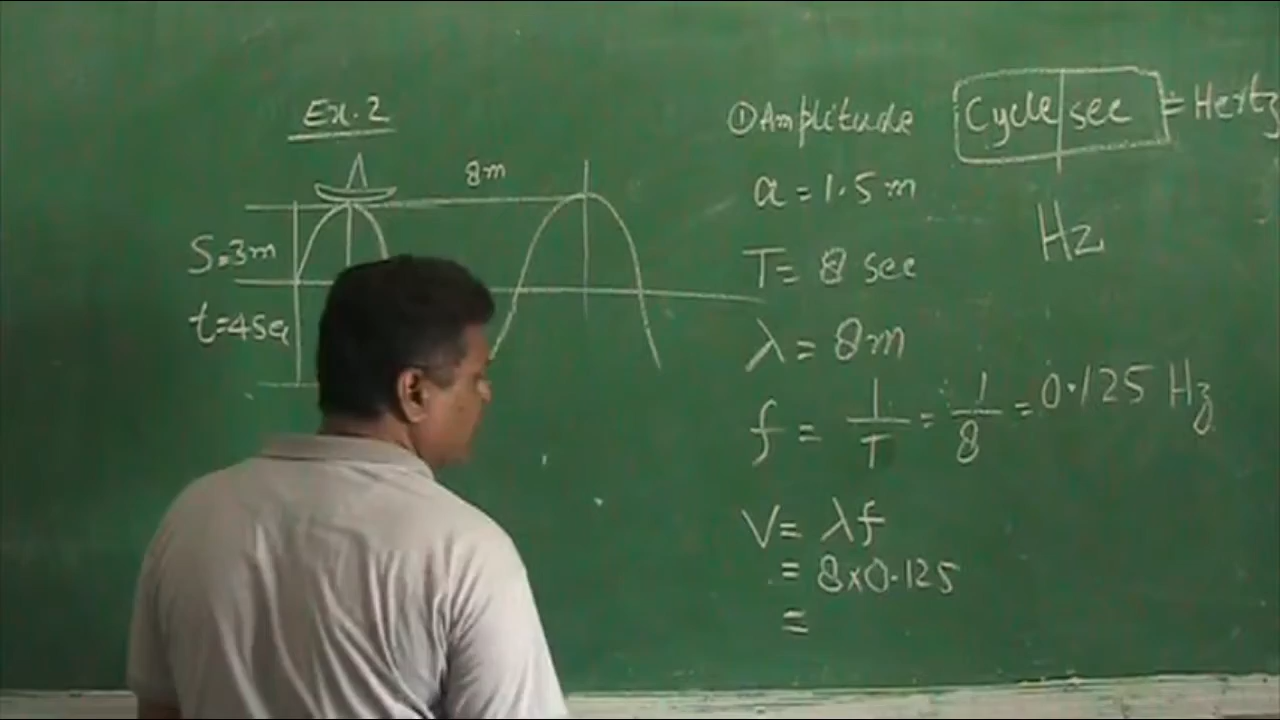 Ex. 2
8m
S=3m
t=4Sec
① Amplitude
a = 1.5 m
T = 8 sec
λ = 8m
f = 1/T = 1/8 = 0.125 Hz
V = λf
= 8×0.125
=
Cycle/sec = Hertz
Hz